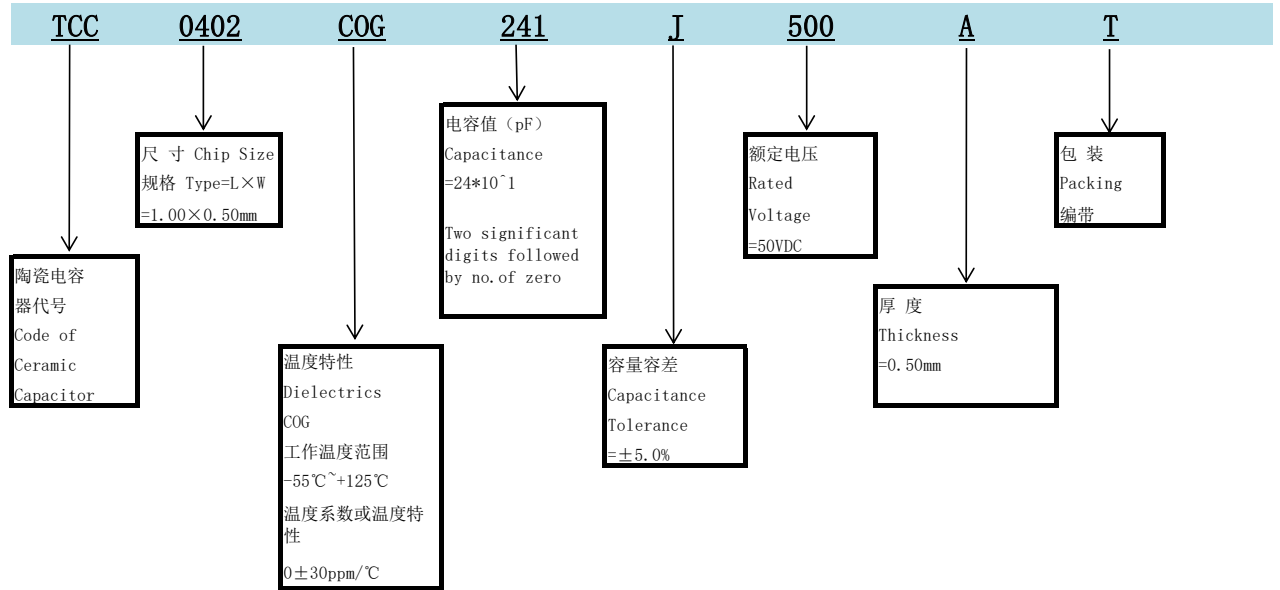 TCC 0402 COG 241 J 500 A T
陶瓷电容
器代号
Code of
Ceramic
Capacitor
尺 寸 Chip Size
规格 Type=L×W
=1.00×0.50mm
温度特性
Dielectrics
COG
工作温度范围
-55℃~+125℃
温度系数或温度特
性
0±30ppm/℃
电容值（pF）
Capacitance
=24*10^1
Two significant
digits followed
by no.of zero
容量容差
Capacitance
Tolerance
=±5.0%
额定电压
Rated
Voltage
=50VDC
厚 度
Thickness
=0.50mm
包 装
Packing
编带